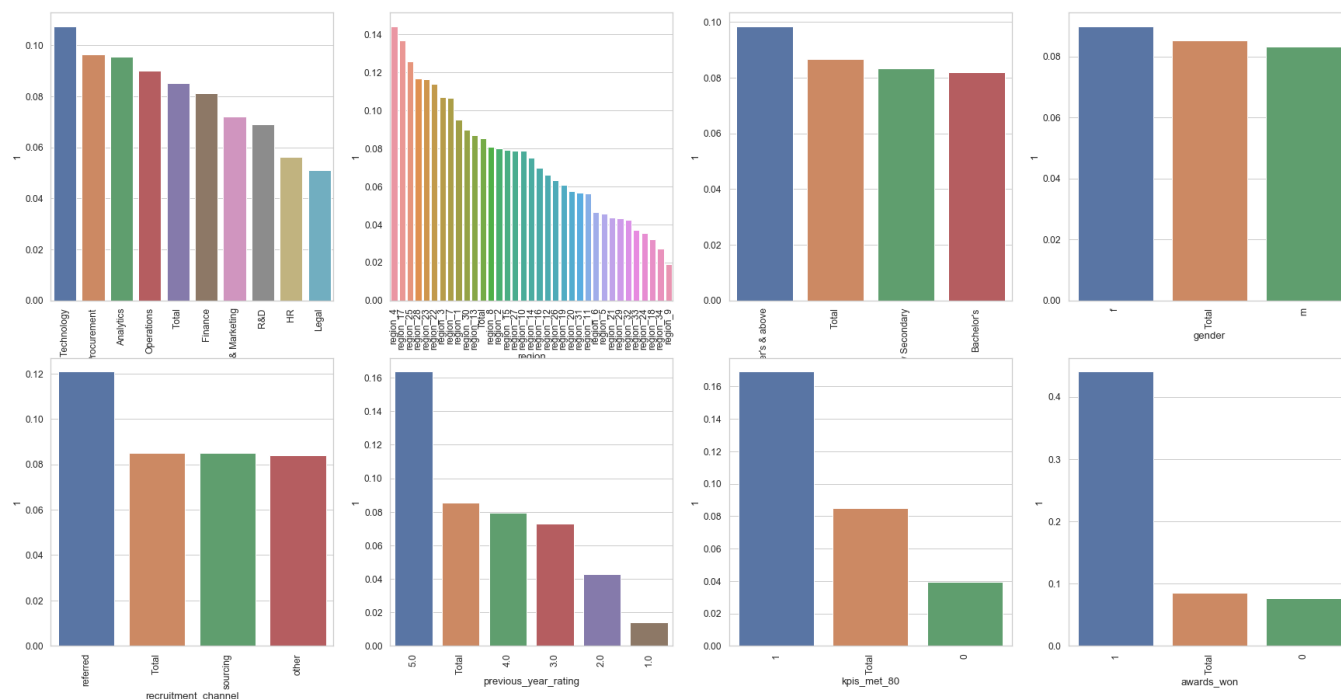 0.10
0.08
0.06
0.04
0.02
0.00
1
Technology
Procurement
Analytics
Operations
Total
Finance
& Marketing
R&D
HR
Legal
0.14
0.12
0.10
0.08
0.06
0.04
0.02
0.00
1
region_4
region_17
region_25
region_28
region_23
region_22
region_3
region_7
region_1
region_30
region_13
Total
region_8
region_2
region_15
region_27
region_10
region_14
region_16
region_12
region_26
region_19
region_20
region_31
region_11
region_6
region_5
region_21
region_29
region_32
region_33
region_24
region_18
region_34
region_9
region
0.10
0.08
0.06
0.04
0.02
0.00
1
er's & above
Total
Secondary
Bachelor's
0.08
0.06
0.04
0.02
0.00
1
f
Total
m
gender
0.12
0.10
0.08
0.06
0.04
0.02
0.00
1
referred
Total
sourcing
other
recruitment_channel
0.16
0.14
0.12
0.10
0.08
0.06
0.04
0.02
0.00
1
5.0
Total
4.0
3.0
2.0
1.0
previous_year_rating
0.16
0.14
0.12
0.10
0.08
0.06
0.04
0.02
0.00
1
1
Total
0
kpis_met_80
0.4
0.3
0.2
0.1
0.0
1
1
Total
0
awards_won